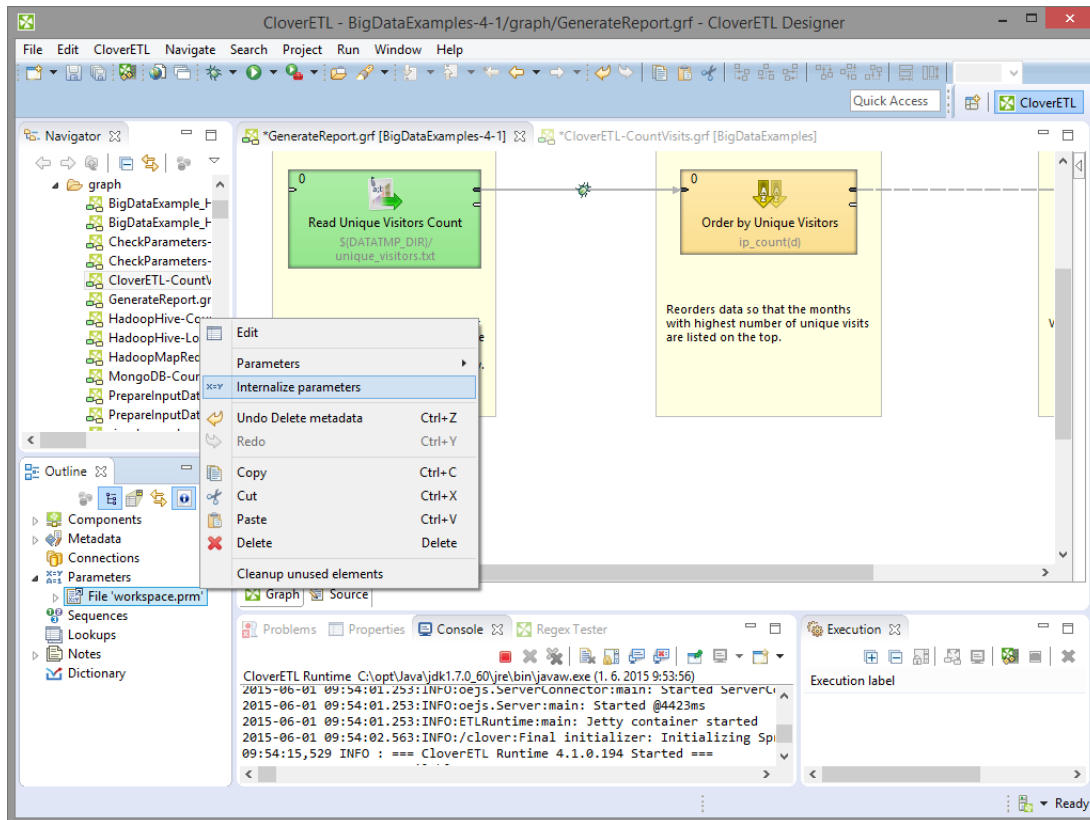 CloverETL - BigDataExamples-4-1/graph/GenerateReport.grf - CloverETL Designer
File Edit CloverETL Navigate Search Project Run Window Help
Quick Access
CloverETL
Navigator
*GenerateReport.grf [BigDataExamples-4-1]
*CloverETL-CountVisits.grf [BigDataExamples]
graph
BigDataExample_H
BigDataExample_H
CheckParameters-
CheckParameters-
CloverETL-CountV
GenerateReport.gr
HadoopHive-Cou
HadoopHive-Lo
HadoopMapRed
MongoDB-Cour
PrepareInputDat
PrepareInputDat
0
Read Unique Visitors Count
$(DATATMP_DIR)/
unique_visitors.txt
0
Order by Unique Visitors
ip_count(d)
Reorders data so that the months
with highest number of unique visits
are listed on the top.
V
Edit
Parameters
X=Y Internalize parameters
Undo Delete metadata Ctrl+Z
Redo Ctrl+Y
Copy Ctrl+C
Cut Ctrl+X
Paste Ctrl+V
Delete Delete
Cleanup unused elements
Outline
Components
Metadata
Connections
Parameters
File 'workspace.prm'
Sequences
Lookups
Notes
Dictionary
Graph Source
Problems Properties Console Regex Tester
CloverETL Runtime C:\opt\Java\jdk1.7.0_60\jre\bin\javaw.exe (1. 6. 2015 9:53:56)
2015-06-01 09:54:01.253:INFO:oejs.ServerConnector:main: Started ServerCo
2015-06-01 09:54:01.253:INFO:oejs.Server:main: Started @4423ms
2015-06-01 09:54:01.253:INFO:ETLRuntime:main: Jetty container started
2015-06-01 09:54:02.563:INFO:/clover:Final initializer: Initializing Spr
09:54:15,529 INFO : === CloverETL Runtime 4.1.0.194 Started ===
Execution
Execution label
Ready